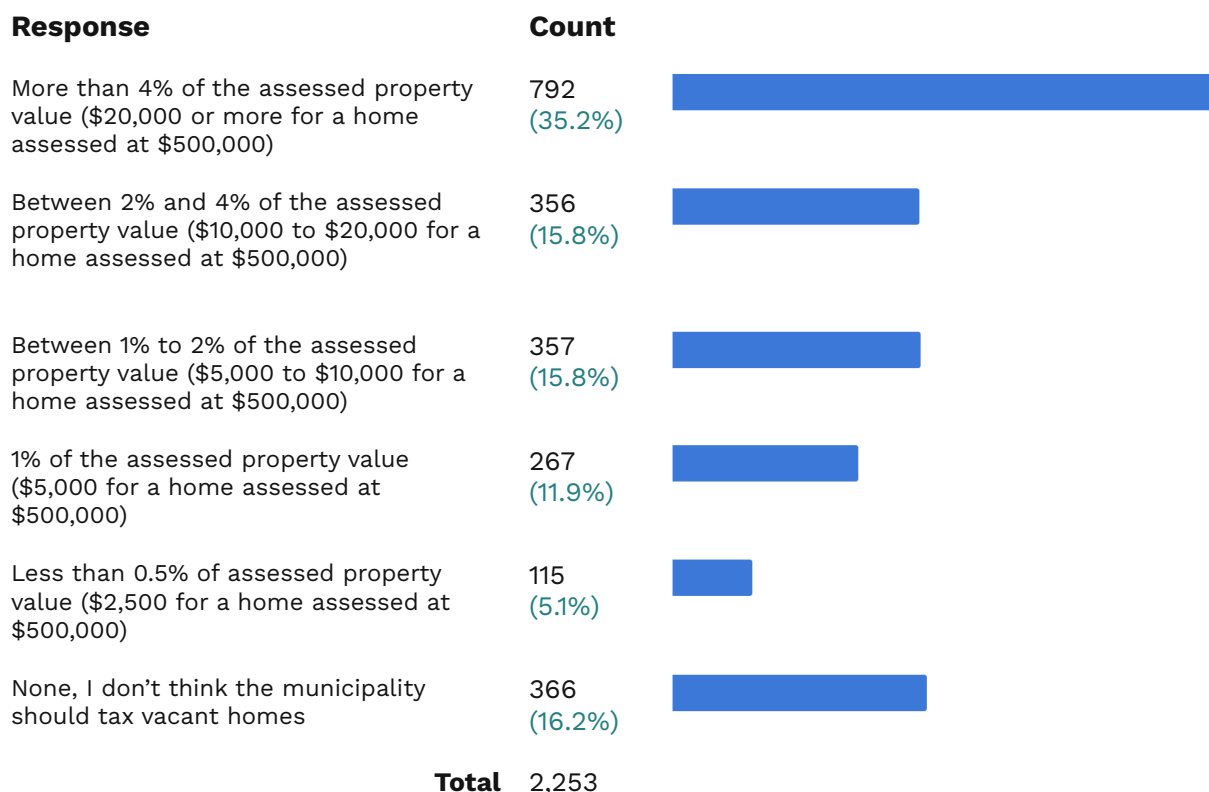 Response Count
More than 4% of the assessed property
value ($20,000 or more for a home
assessed at $500,000)
792
(35.2%)
Between 2% and 4% of the assessed
property value ($10,000 to $20,000 for a
home assessed at $500,000)
356
(15.8%)
Between 1% to 2% of the assessed
property value ($5,000 to $10,000 for a
home assessed at $500,000)
357
(15.8%)
1% of the assessed property value
($5,000 for a home assessed at
$500,000)
267
(11.9%)
Less than 0.5% of assessed property
value ($2,500 for a home assessed at
$500,000)
115
(5.1%)
None, I don’t think the municipality
should tax vacant homes
366
(16.2%)
Total 2,253